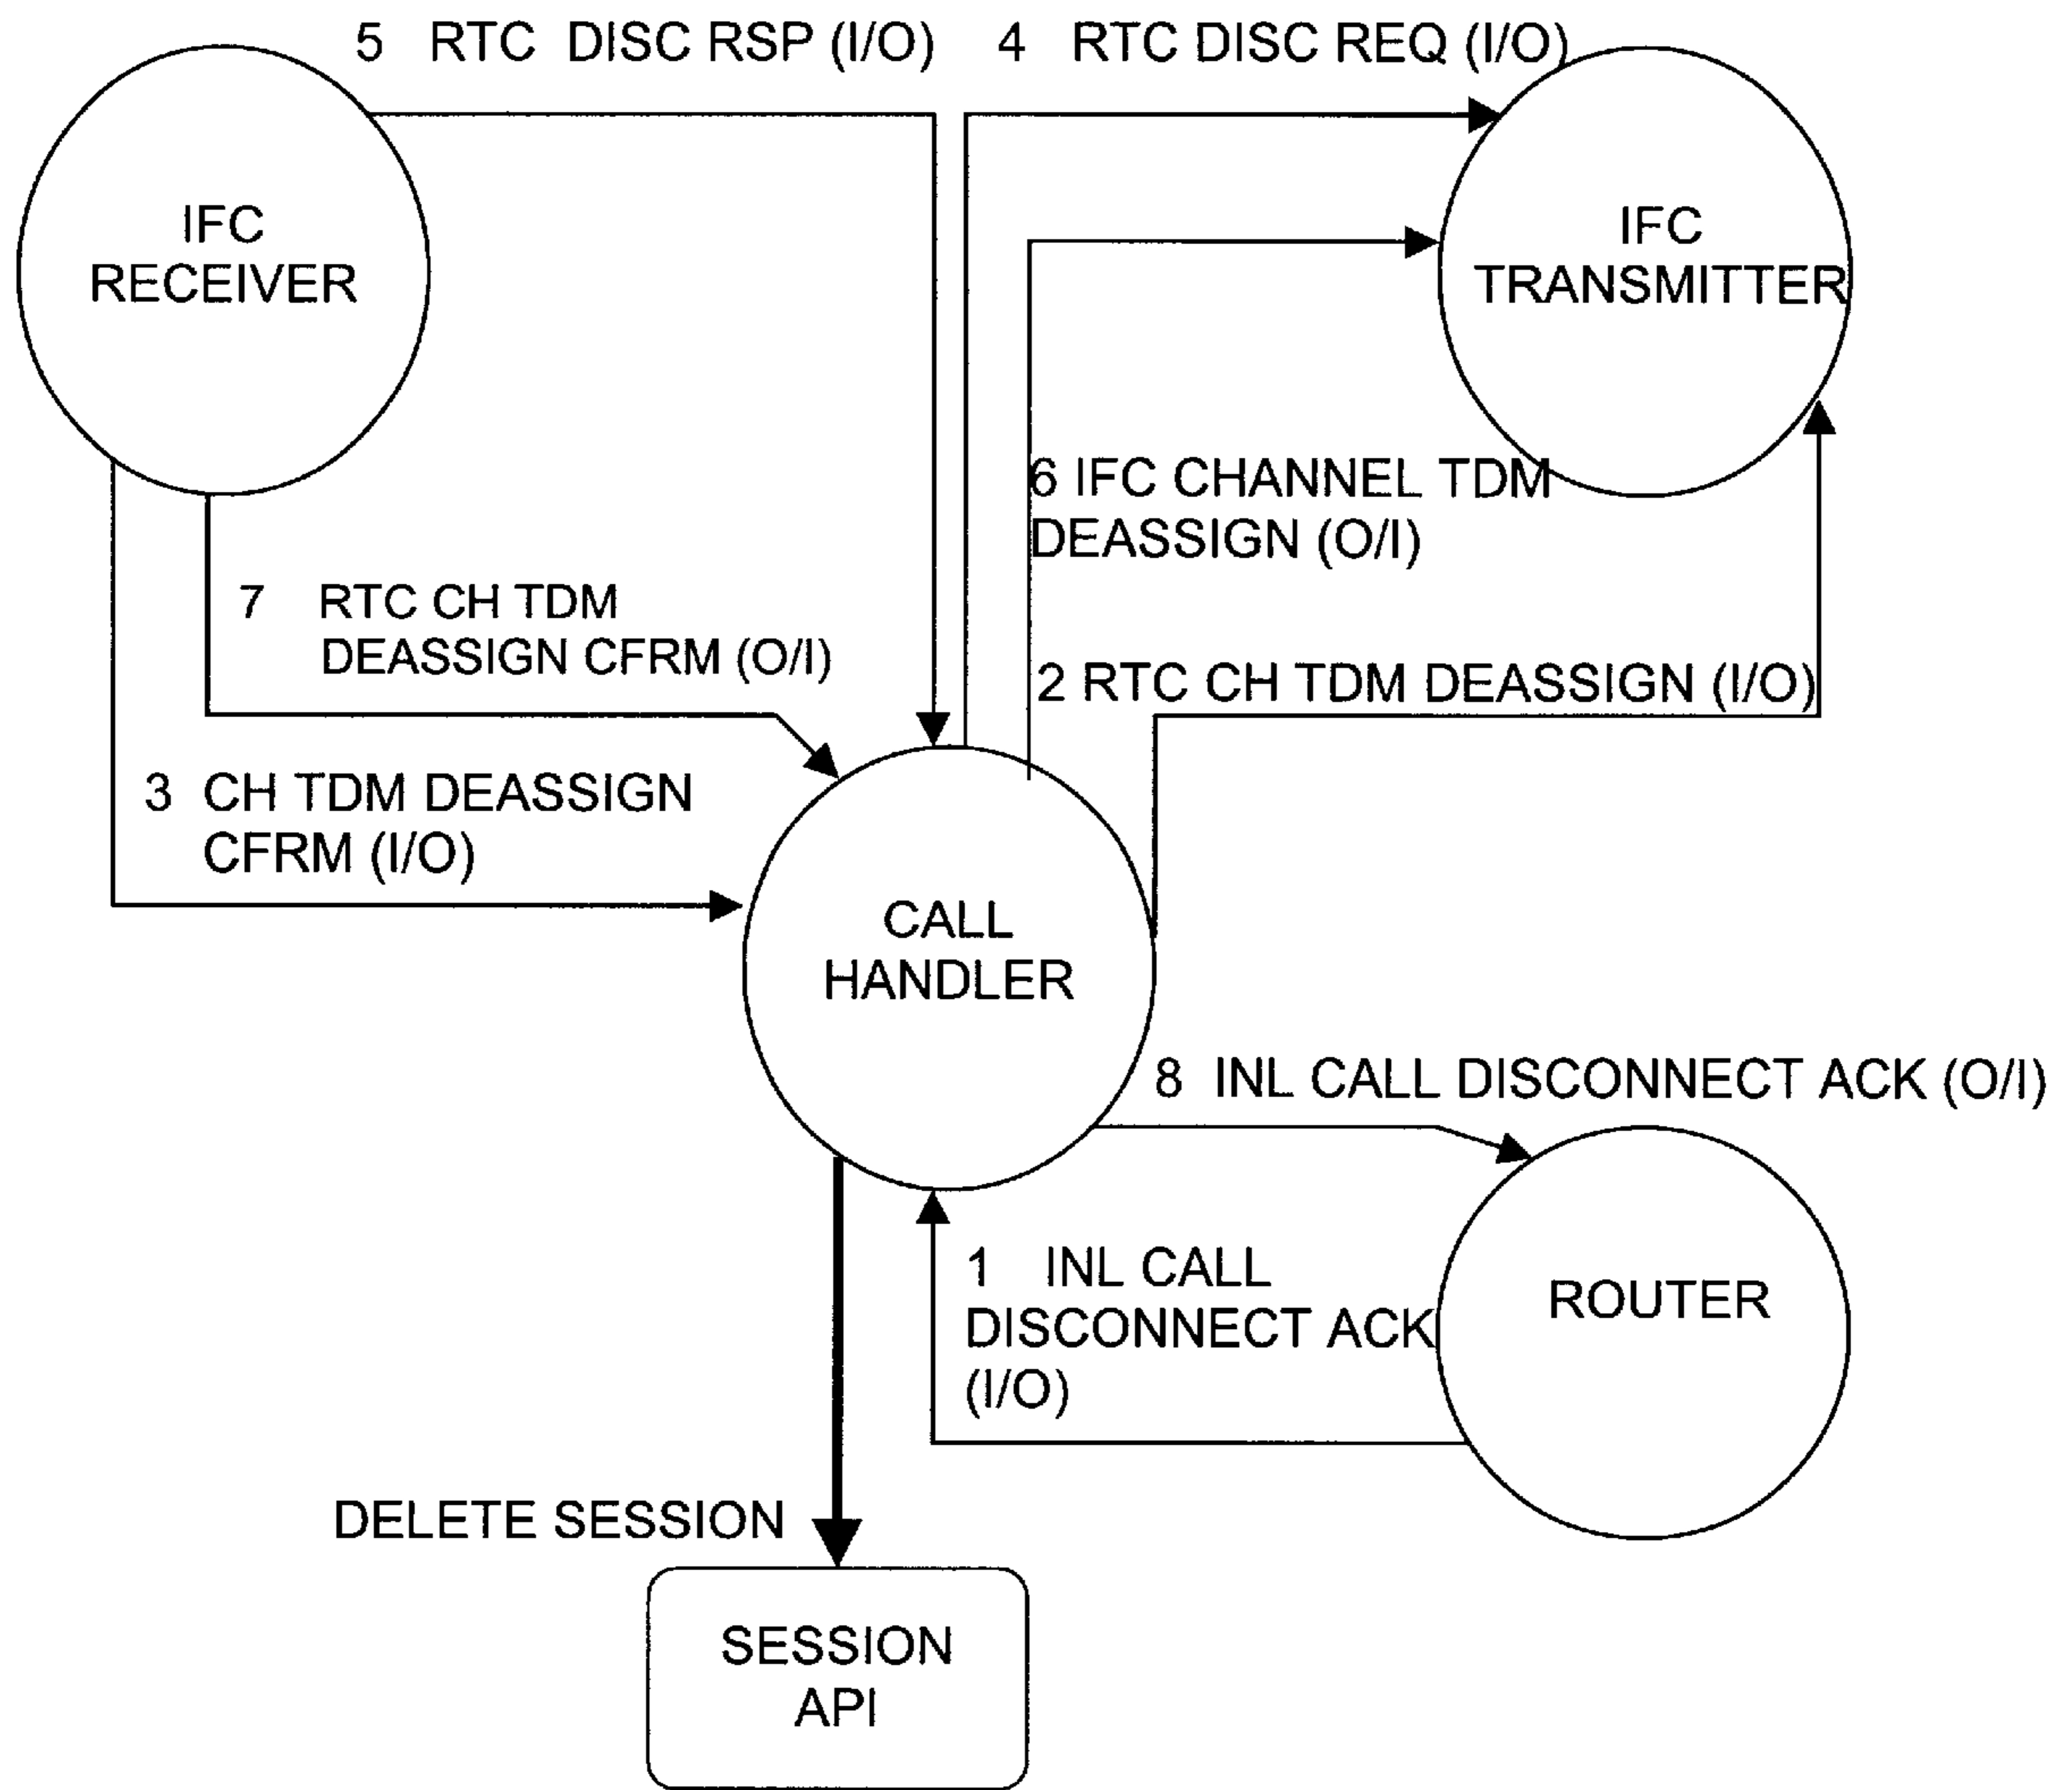 5 RTC DISC RSP (I/O) 4 RTC DISC REQ (I/O)
IFC
RECEIVER
IFC
TRANSMITTER
6 IFC CHANNEL TDM
DEASSIGN (O/I)
7 RTC CH TDM
DEASSIGN CFRM (O/I)
2 RTC CH TDM DEASSIGN (I/O)
3 CH TDM DEASSIGN
CFRM (I/O)
CALL
HANDLER
8 INL CALL DISCONNECT ACK (O/I)
1 INL CALL
DISCONNECT ACK
(I/O)
ROUTER
DELETE SESSION
SESSION
API